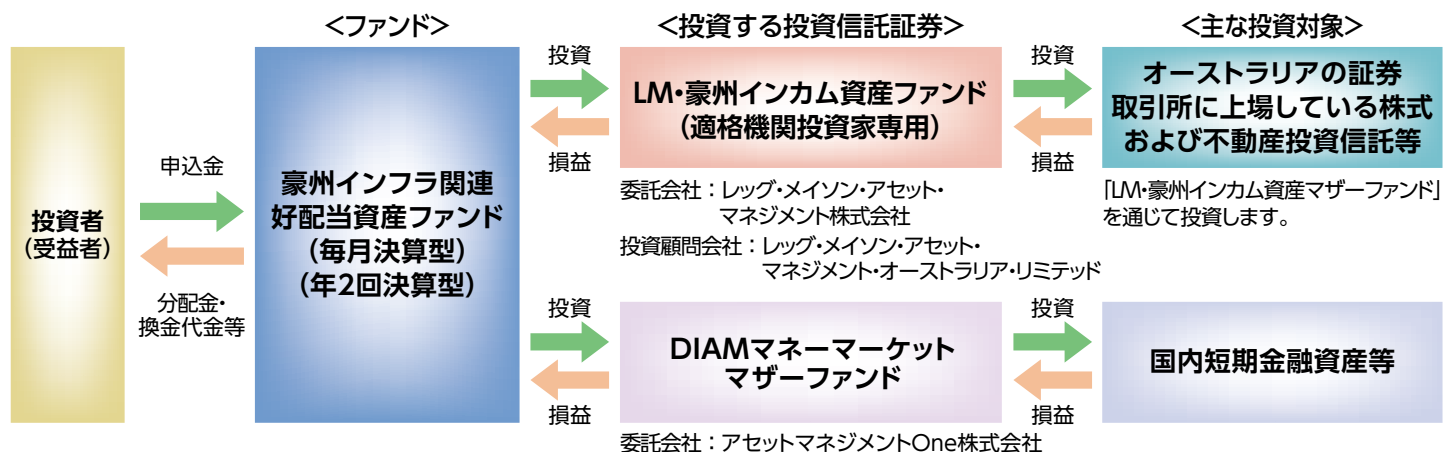 <ファンド>
<投資する投資信託証券>
<主な投資対象>
投資者
(受益者)
申込金
分配金・
換金代金等
豪州インフラ関連
好配当資産ファンド
(毎月決算型)
(年2回決算型)
投資
損益
LM・豪州インカム資産ファンド
(適格機関投資家専用)
委託会社：レッグ・メイソン・アセット・
マネジメント株式会社
投資顧問会社：レッグ・メイソン・アセット・
マネジメント・オーストラリア・リミテッド
投資
損益
オーストラリアの証券
取引所に上場している株式
および不動産投資信託等
「LM・豪州インカム資産マザーファンド」
を通じて投資します。
投資
損益
DIAMマネーマーケット
マザーファンド
委託会社：アセットマネジメントOne株式会社
投資
損益
国内短期金融資産等